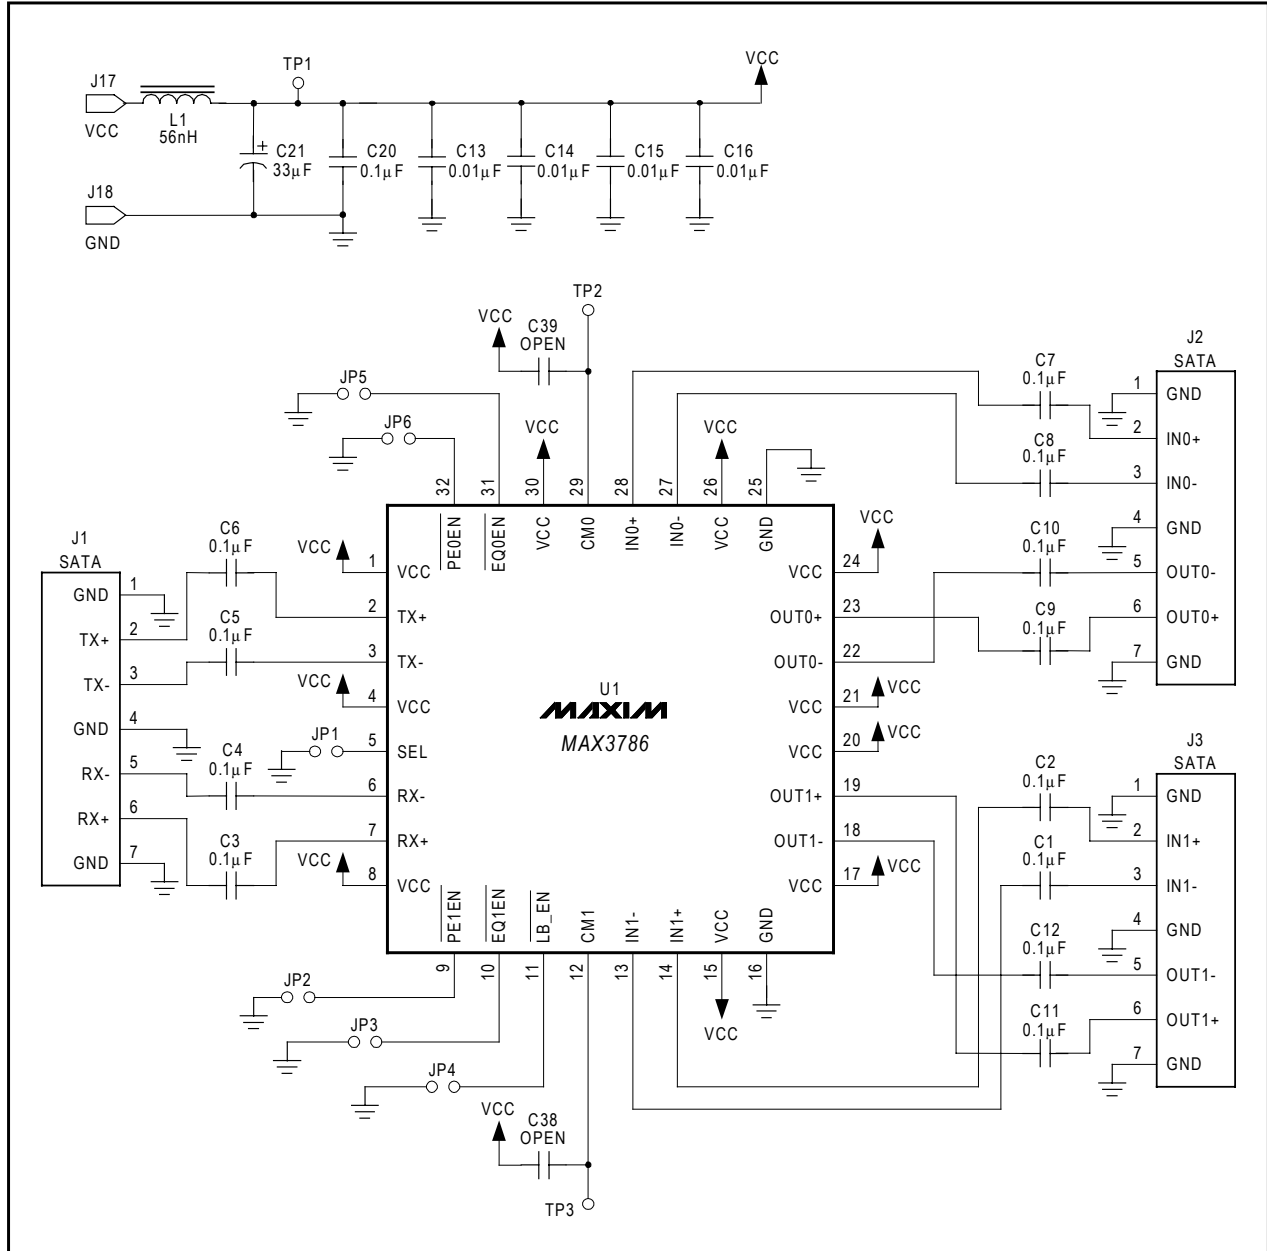 J17
VCC
L1
56nH
TP1
VCC
C21
33μF
C20
0.1μF
C13
0.01μF
C14
0.01μF
C15
0.01μF
C16
0.01μF
J18
GND
TP2
VCC
C39
OPEN
JP5
JP6
VCC
VCC
32
31
30
29
28
27
26
25
PE0EN
EQ0EN
VCC
CM0
IN0+
IN0-
VCC
GND
J1
SATA
GND
1
TX+
2
TX-
3
GND
4
RX-
5
RX+
6
GND
7
C6
0.1μF
C5
0.1μF
C4
0.1μF
C3
0.1μF
VCC
VCC
JP1
VCC
1
VCC
2
TX+
3
TX-
4
VCC
5
SEL
6
RX-
7
RX+
8
VCC
U1
MAXIM
MAX3786
24
VCC
23
OUT0+
22
OUT0-
21
VCC
20
VCC
19
OUT1+
18
OUT1-
17
VCC
VCC
VCC
VCC
VCC
C7
0.1μF
C8
0.1μF
C10
0.1μF
C9
0.1μF
J2
SATA
1
GND
2
IN0+
3
IN0-
4
GND
5
OUT0-
6
OUT0+
7
GND
C2
0.1μF
C1
0.1μF
C12
0.1μF
C11
0.1μF
J3
SATA
1
GND
2
IN1+
3
IN1-
4
GND
5
OUT1-
6
OUT1+
7
GND
PE1EN
EQ1EN
LB_EN
CM1
IN1-
IN1+
VCC
GND
9
10
11
12
13
14
15
16
JP2
JP3
JP4
VCC
VCC
C38
OPEN
TP3